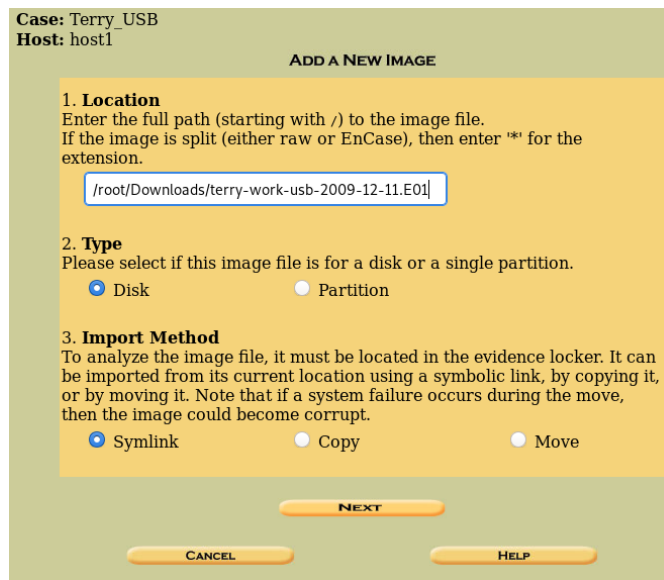 Case: Terry_USB
Host: host1
ADD A NEW IMAGE
1. Location
Enter the full path (starting with /) to the image file.
If the image is split (either raw or EnCase), then enter '*' for the
extension.
/root/Downloads/terry-work-usb-2009-12-11.E01
2. Type
Please select if this image file is for a disk or a single partition.
Disk Partition
3. Import Method
To analyze the image file, it must be located in the evidence locker. It can
be imported from its current location using a symbolic link, by copying it,
or by moving it. Note that if a system failure occurs during the move,
then the image could become corrupt.
Symlink Copy Move
NEXT
CANCEL HELP